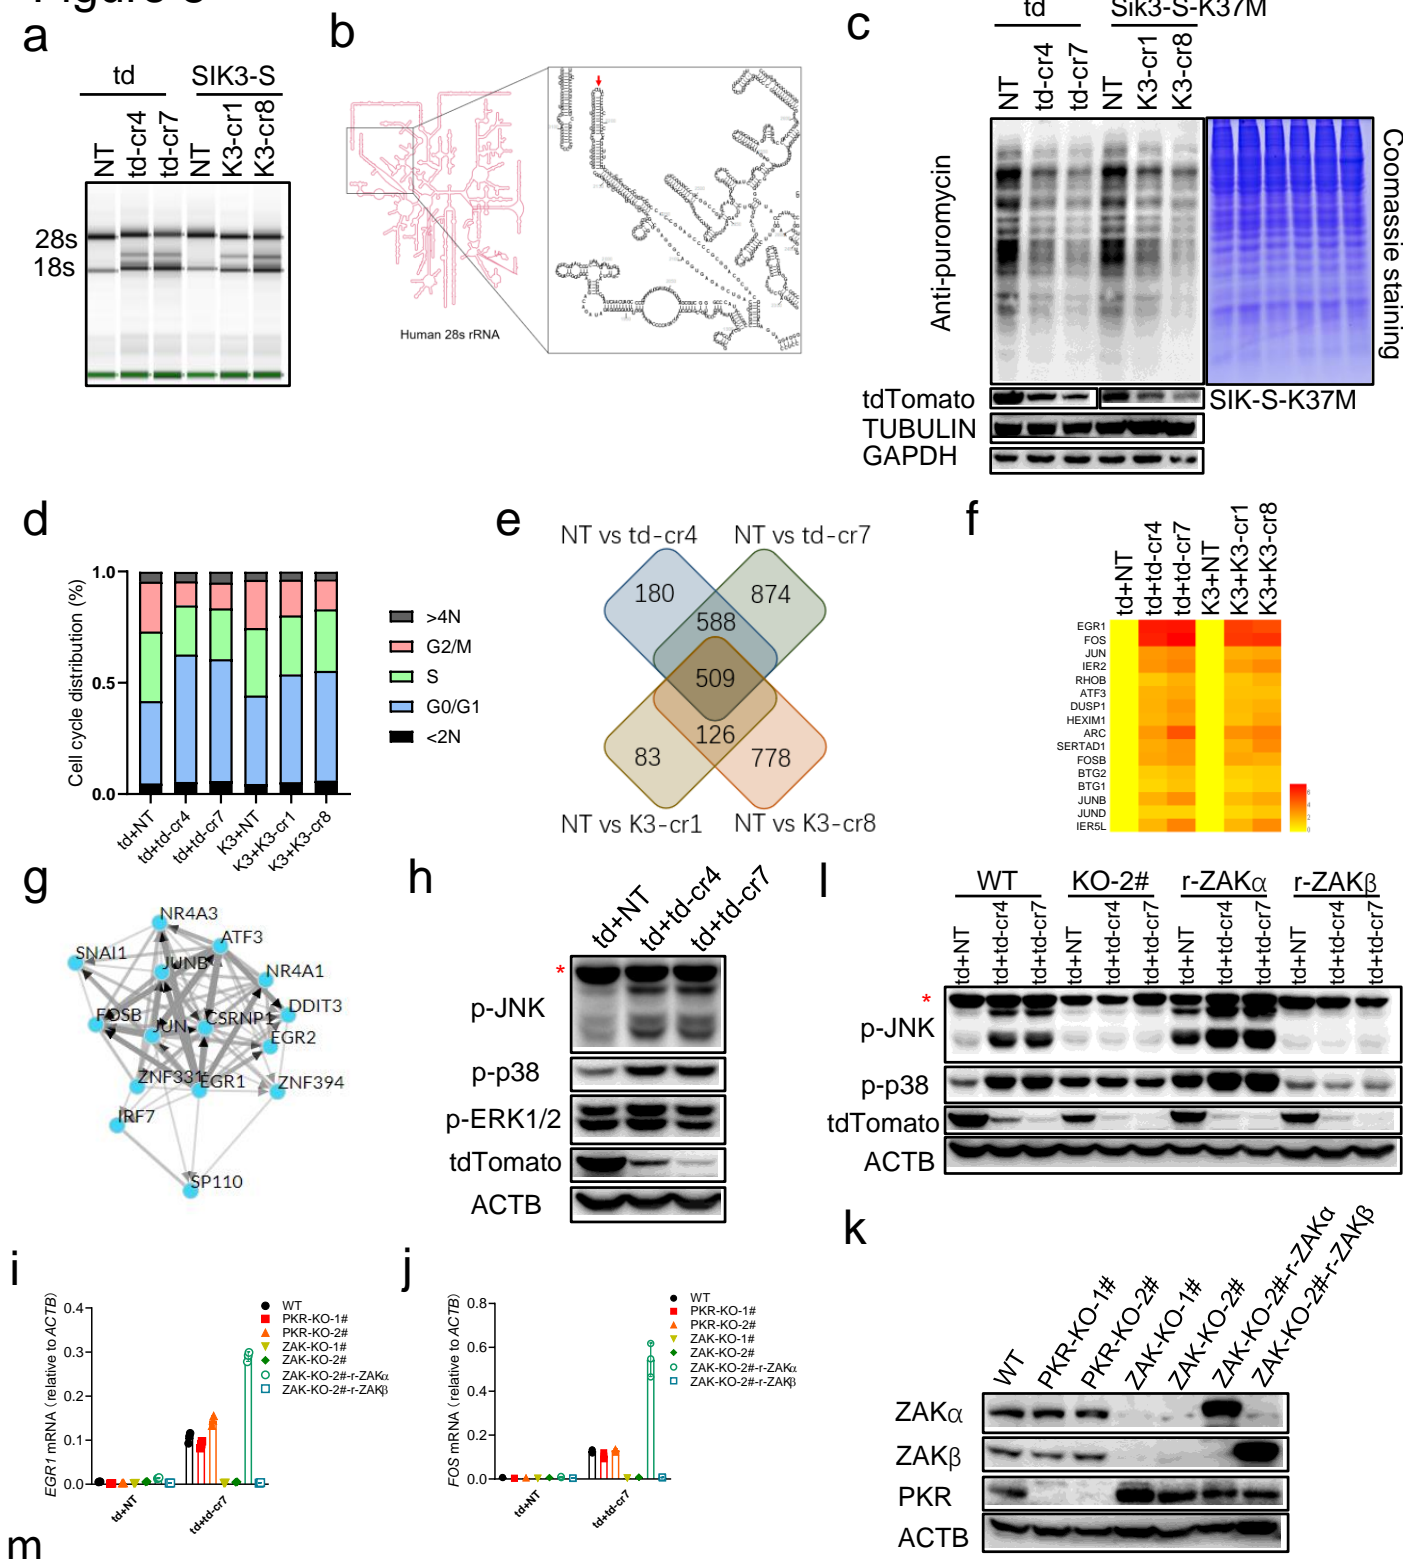 a
td SIK3-S
NT td-cr4 td-cr7 NT K3-cr1 K3-cr8
28s
18s
b
Human 28s rRNA
c
td Sik3-S-K37M
NT td-cr4 td-cr7 NT K3-cr1 K3-cr8
Anti-puromycin
Coomassie staining
tdTomato
SIK-S-K37M
TUBULIN
GAPDH
d
Cell cycle distribution (%)
1.0
0.5
0.0
td+NT td+td-cr4 td+td-cr7 K3+NT K3+K3-cr1 K3+K3-cr8
>4N
G2/M
S
G0/G1
<2N
e
NT vs td-cr4 NT vs td-cr7
180 874
588
509
126
83 778
NT vs K3-cr1 NT vs K3-cr8
f
td+NT td+td-cr4 td+td-cr7 K3+NT K3+K3-cr1 K3+K3-cr8
EGR1
FOS
JUN
IER2
RHOB
ATF3
DUSP1
HEXIM1
ARC
SERTAD1
FOSB
BTG2
BTG1
JUNB
JUND
IER5L
g
NR4A3
ATF3
SNAI1
JUNB
NR4A1
DDIT3
FOSB
JUN
CSRNP1
EGR2
ZNF331
EGR1
ZNF394
IRF7
SP110
h
td+NT td+td-cr4 td+td-cr7
*
p-JNK
p-p38
p-ERK1/2
tdTomato
ACTB
l
WT KO-2# r-ZAKα r-ZAKβ
td+NT td+td-cr4 td+td-cr7 td+NT td+td-cr4 td+td-cr7 td+NT td+td-cr4 td+td-cr7 td+NT td+td-cr4 td+td-cr7
*
p-JNK
p-p38
tdTomato
ACTB
i
EGR1 mRNA (relative to ACTB)
0.4
0.3
0.2
0.1
0.0
td+NT td+td-cr7
WT
PKR-KO-1#
PKR-KO-2#
ZAK-KO-1#
ZAK-KO-2#
ZAK-KO-2#-r-ZAKα
ZAK-KO-2#-r-ZAKβ
j
FOS mRNA (relative to ACTB)
0.8
0.6
0.4
0.2
0.0
td+NT td+td-cr7
WT
PKR-KO-1#
PKR-KO-2#
ZAK-KO-1#
ZAK-KO-2#
ZAK-KO-2#-r-ZAKα
ZAK-KO-2#-r-ZAKβ
k
WT PKR-KO-1# PKR-KO-2# ZAK-KO-1# ZAK-KO-2# ZAK-KO-2#-r-ZAKα ZAK-KO-2#-r-ZAKβ
ZAKα
ZAKβ
PKR
ACTB
m